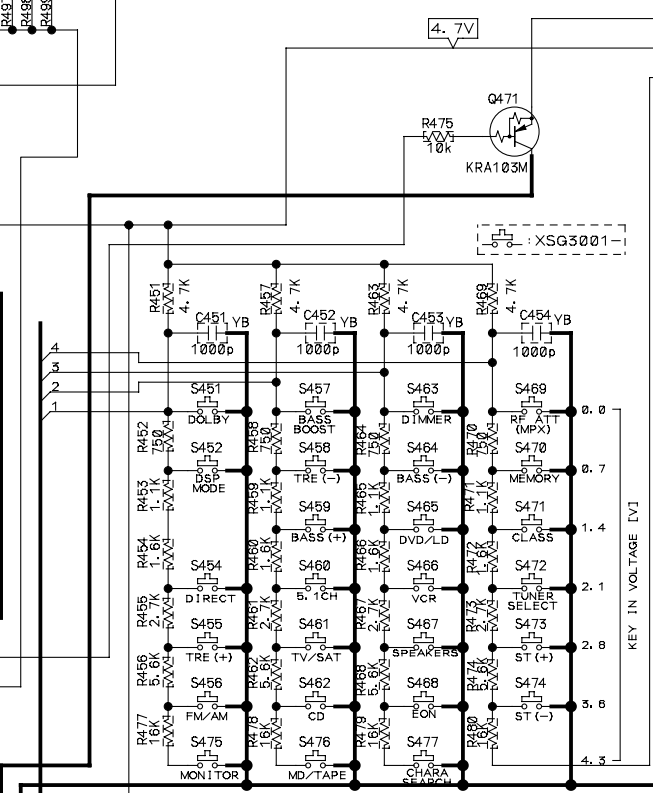 R497
R498
R499
4. 7V
Q471
R475
10k
KRA103M
:XSG3001-
R451
4. 7K
R457
4. 7K
R463
4. 7K
R469
4. 7K
C451
YB
1000p
C452
YB
1000p
C453
YB
1000p
C454
YB
1000p
4
3
2
1
S451
DOLBY
S457
BASS
BOOST
S463
DIMMER
S469
RF ATT
(MPX)
0. 0
R452
750
R458
750
R464
750
R470
750
S452
DSP
MODE
S458
TRE(-)
S464
BASS(-)
S470
MEMORY
0. 7
R453
1. 1K
R459
1. 1K
R465
1. 1K
R471
1. 1K
S459
BASS(+)
S465
DVD/LD
S471
CLASS
1. 4
R454
1. 6K
R460
1. 6K
R466
1. 6K
R472
1. 6K
S454
DIRECT
S460
5. 1CH
S466
VCR
S472
TUNER
SELECT
2. 1
R455
2. 7K
R461
2. 7K
R467
2. 7K
R473
2. 7K
S455
TRE(+)
S461
TV/SAT
S467
SPEAKERS
S473
ST(+)
2. 8
R456
5. 6K
R462
5. 6K
R468
5. 6K
R474
5. 6K
S456
FM/AM
S462
CD
S468
EON
S474
ST(-)
3. 6
R477
16K
R478
16K
R479
16K
R480
16K
S475
MONITOR
S476
MD/TAPE
S477
CHARA
SEARCH
4. 3
KEY IN VOLTAGE [V]